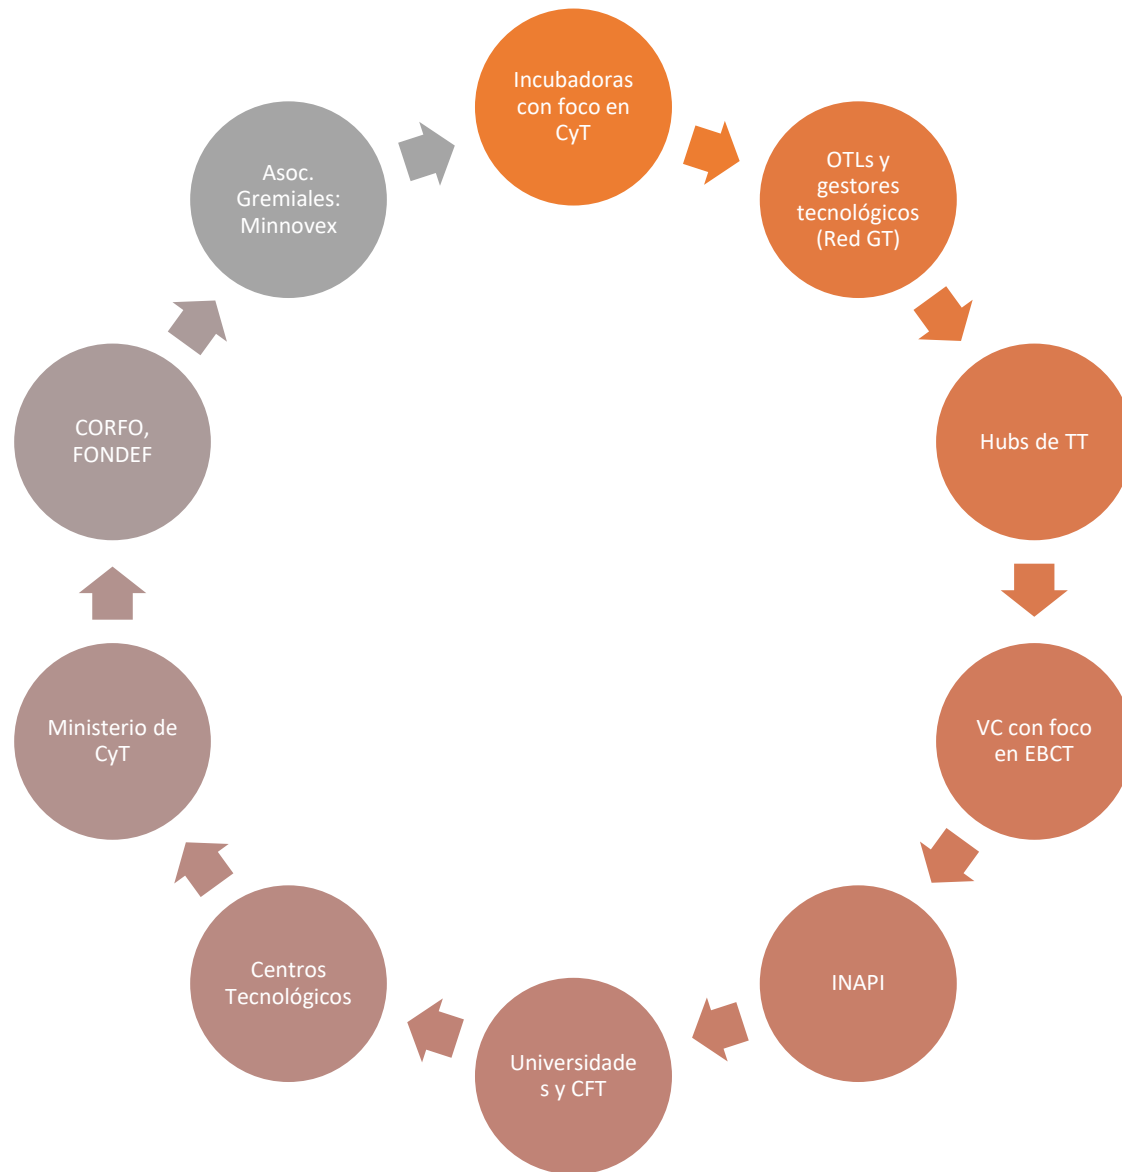 Incubadoras
con foco en
CyT
OTLs y
gestores
tecnológicos
(Red GT)
Hubs de TT
VC con foco
en EBCT
INAPI
Universidade
s y CFT
Centros
Tecnológicos
Ministerio de
CyT
CORFO,
FONDEF
Asoc.
Gremiales:
Minnovex